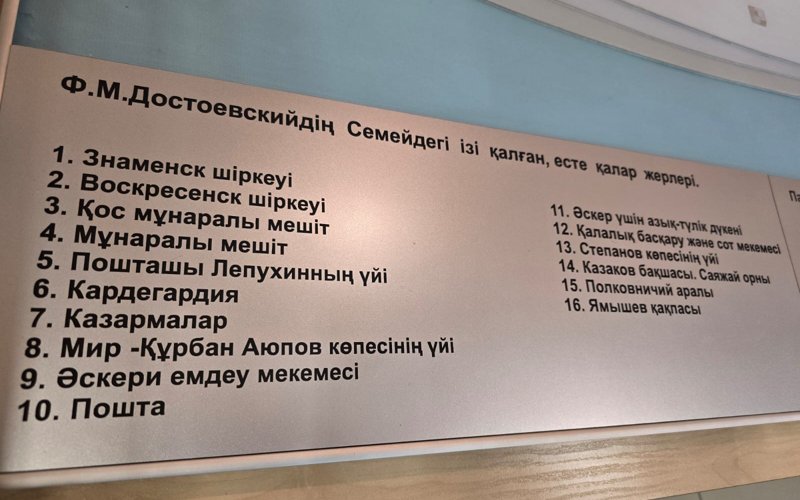 Ф.М.Достоевскийдің Семейдегі ізі қалған, есте қалар жерлері.
1. Знаменск шіркеуі
2. Воскресенск шіркеуі
3. Қос мұнаралы мешіт
4. Мұнаралы мешіт
5. Пошташы Лепухинның үйі
6. Кардегардия
7. Казармалар
8. Мир -Құрбан Аюпов көпесінің үйі
9. Әскери емдеу мекемесі
10. Пошта
11. Әскер үшін азық-түлік дүкені
12. Қалалық басқару және сот мекемесі
13. Степанов көпесінің үйі
14. Казаков бақшасы. Саяжай орны
15. Полковничий аралы
16. Ямышев қақпасы